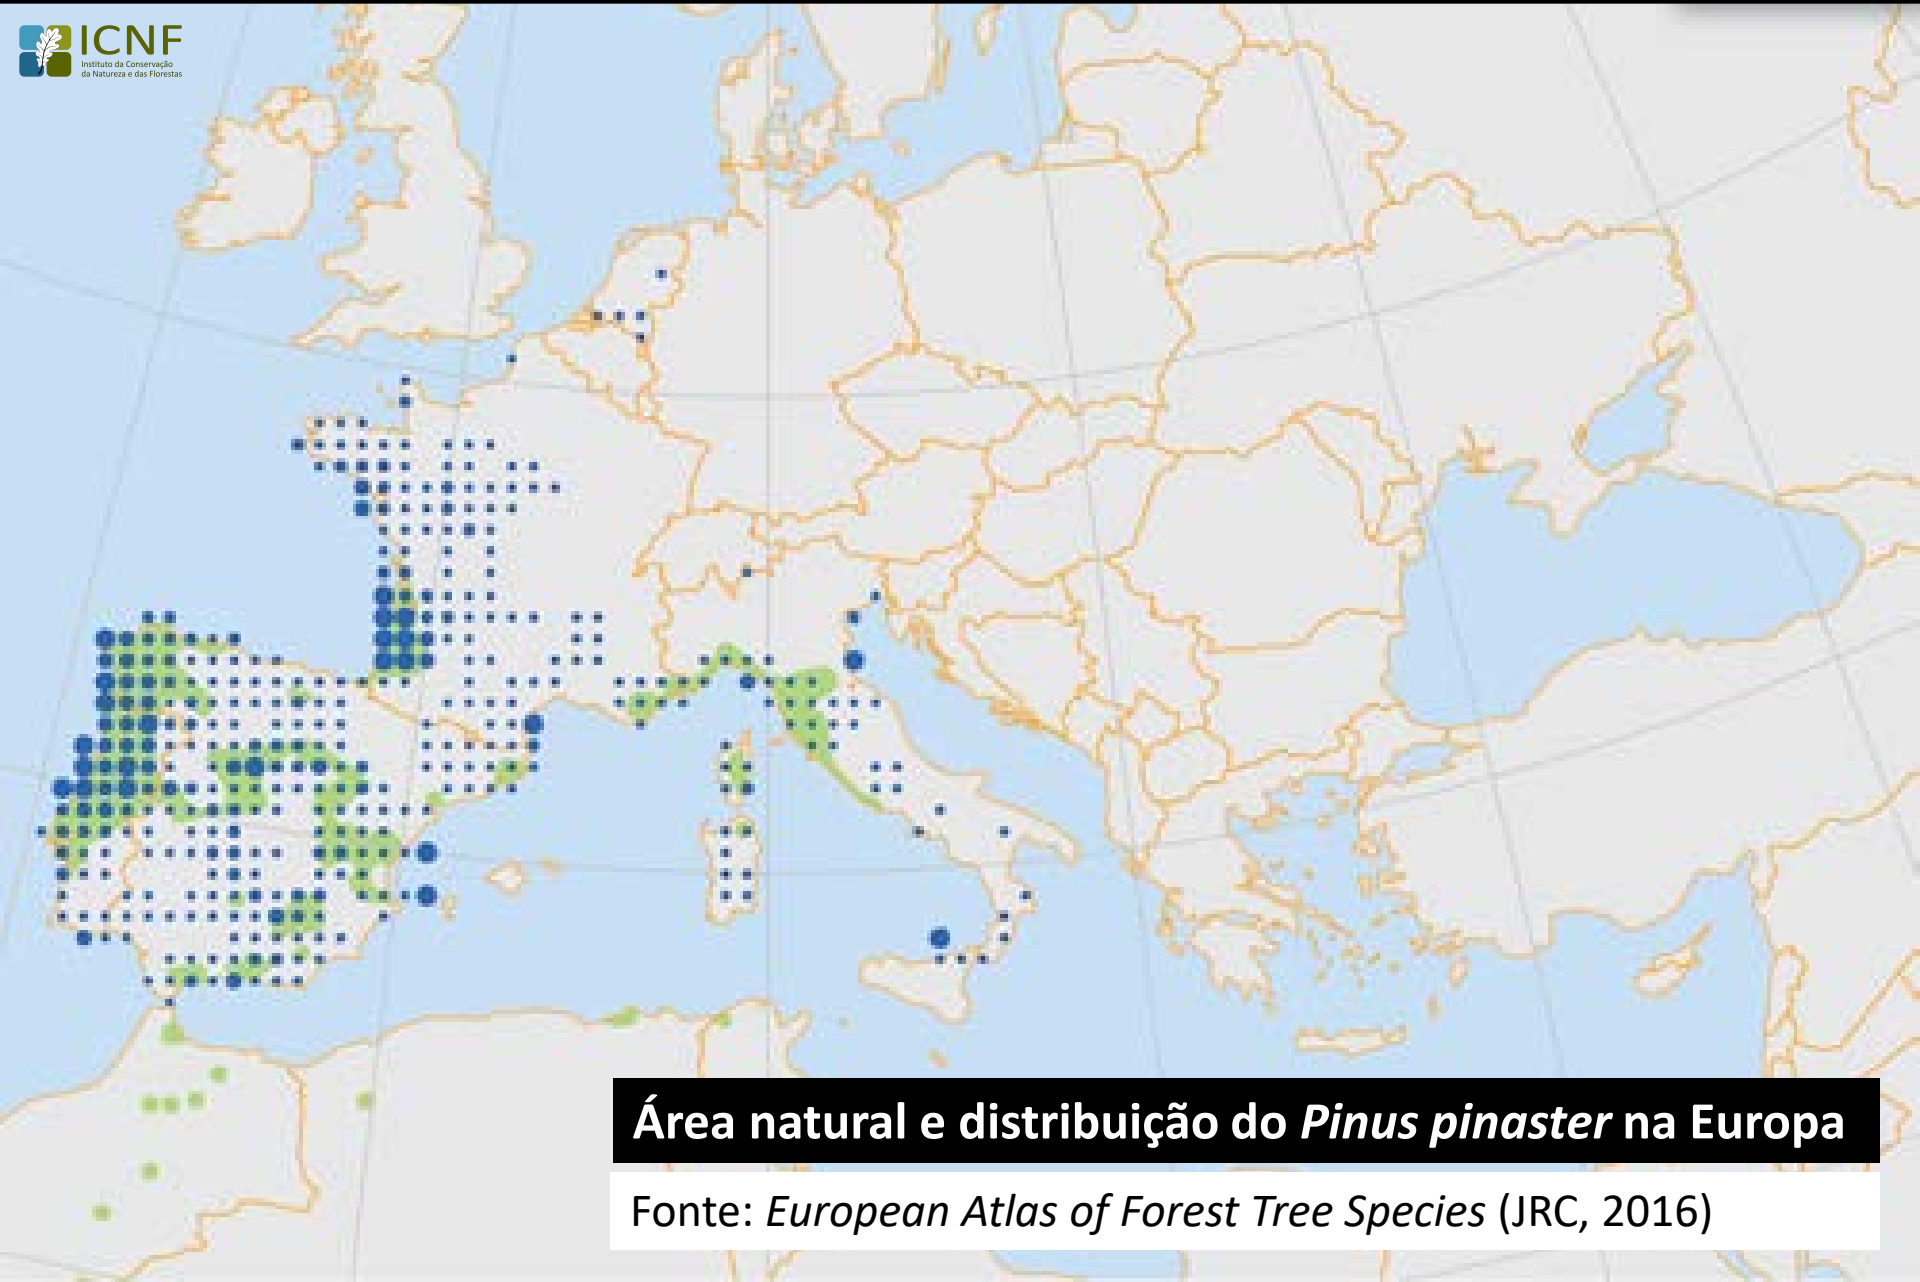 ICNF
Instituto da Conservação
da Natureza e das Florestas
Área natural e distribuição do Pinus pinaster na Europa
Fonte: European Atlas of Forest Tree Species (JRC, 2016)